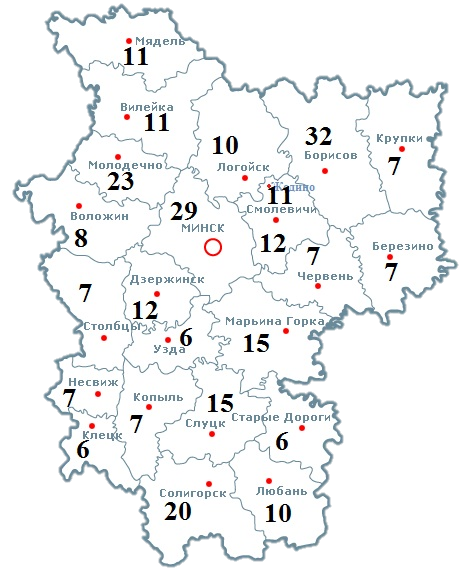 Мядель
11
Вилейка
11
10
Логойск
32
Борисов
Крупки
7
Молодечно
23
Жодино
11
Смолевичи
12
Воложин
8
29
МИНСК
7
Червень
Березино
7
7
Столбцы
Дзержинск
12
6
Узда
Марьина Горка
15
Несвиж
7
Клецк
6
Копыль
7
15
Слуцк
Старые Дороги
6
Солигорск
20
Любань
10